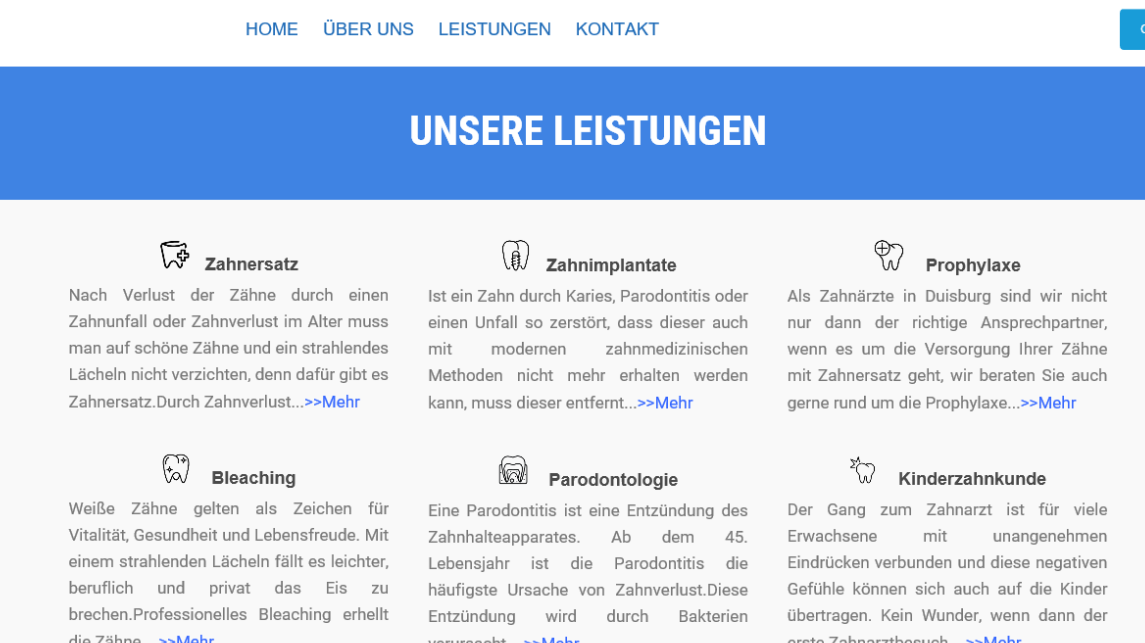 HOME ÜBER UNS LEISTUNGEN KONTAKT
UNSERE LEISTUNGEN
Zahnersatz
Nach Verlust der Zähne durch einen
Zahnunfall oder Zahnverlust im Alter muss
man auf schöne Zähne und ein strahlendes
Lächeln nicht verzichten, denn dafür gibt es
Zahnersatz.Durch Zahnverlust...>>Mehr
Zahnimplantate
Ist ein Zahn durch Karies, Parodontitis oder
einen Unfall so zerstört, dass dieser auch
mit modernen zahnmedizinischen
Methoden nicht mehr erhalten werden
kann, muss dieser entfernt...>>Mehr
Prophylaxe
Als Zahnärzte in Duisburg sind wir nicht
nur dann der richtige Ansprechpartner,
wenn es um die Versorgung Ihrer Zähne
mit Zahnersatz geht, wir beraten Sie auch
gerne rund um die Prophylaxe...>>Mehr
Bleaching
Weiße Zähne gelten als Zeichen für
Vitalität, Gesundheit und Lebensfreude. Mit
einem strahlenden Lächeln fällt es leichter,
beruflich und privat das Eis zu
brechen.Professionelles Bleaching erhellt
die Zähne...>>Mehr
Parodontologie
Eine Parodontitis ist eine Entzündung des
Zahnhalteapparates. Ab dem 45.
Lebensjahr ist die Parodontitis die
häufigste Ursache von Zahnverlust.Diese
Entzündung wird durch Bakterien
verursacht...>>Mehr
Kinderzahnkunde
Der Gang zum Zahnarzt ist für viele
Erwachsene mit unangenehmen
Eindrücken verbunden und diese negativen
Gefühle können sich auch auf die Kinder
übertragen. Kein Wunder, wenn dann der
erste Zahnarztbesuch...>>Mehr